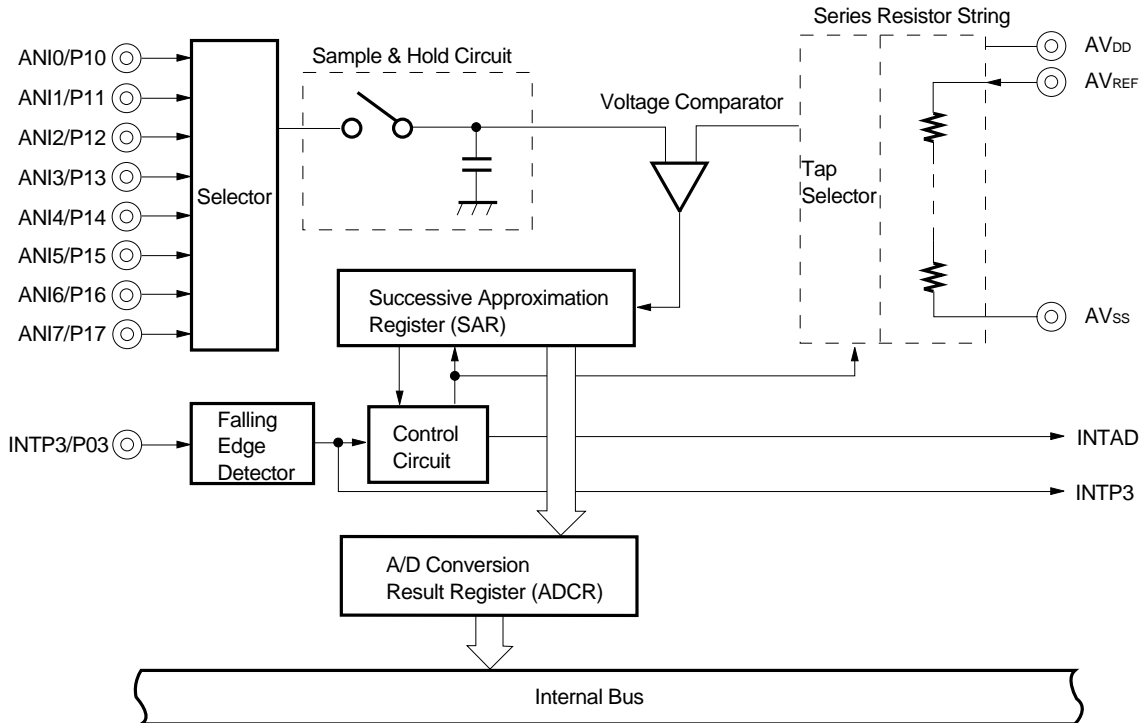 Series Resistor String
ANI0/P10
ANI1/P11
ANI2/P12
ANI3/P13
ANI4/P14
ANI5/P15
ANI6/P16
ANI7/P17
Selector
Sample & Hold Circuit
Voltage Comparator
Tap
Selector
AVDD
AVREF
AVSS
Successive Approximation
Register (SAR)
INTP3/P03
Falling
Edge
Detector
Control
Circuit
INTAD
INTP3
A/D Conversion
Result Register (ADCR)
Internal Bus